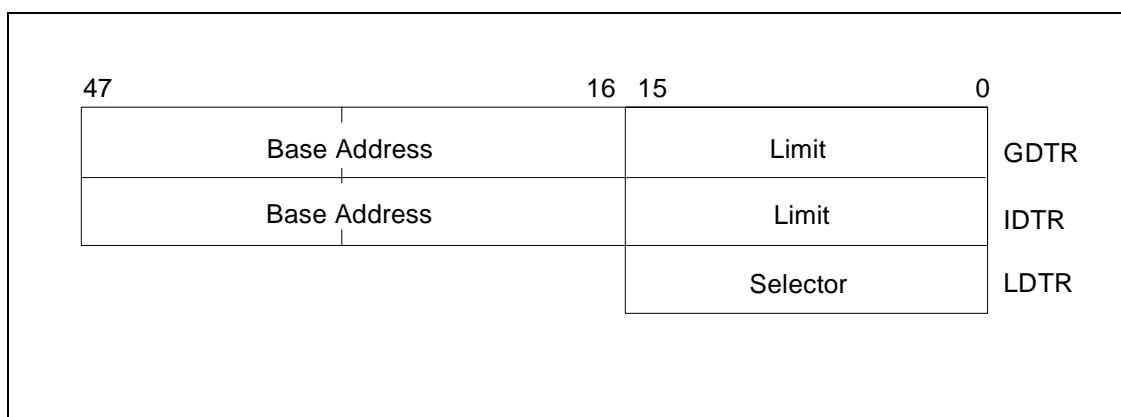 47 16 15 0
Base Address Limit GDTR
Base Address Limit IDTR
Selector LDTR